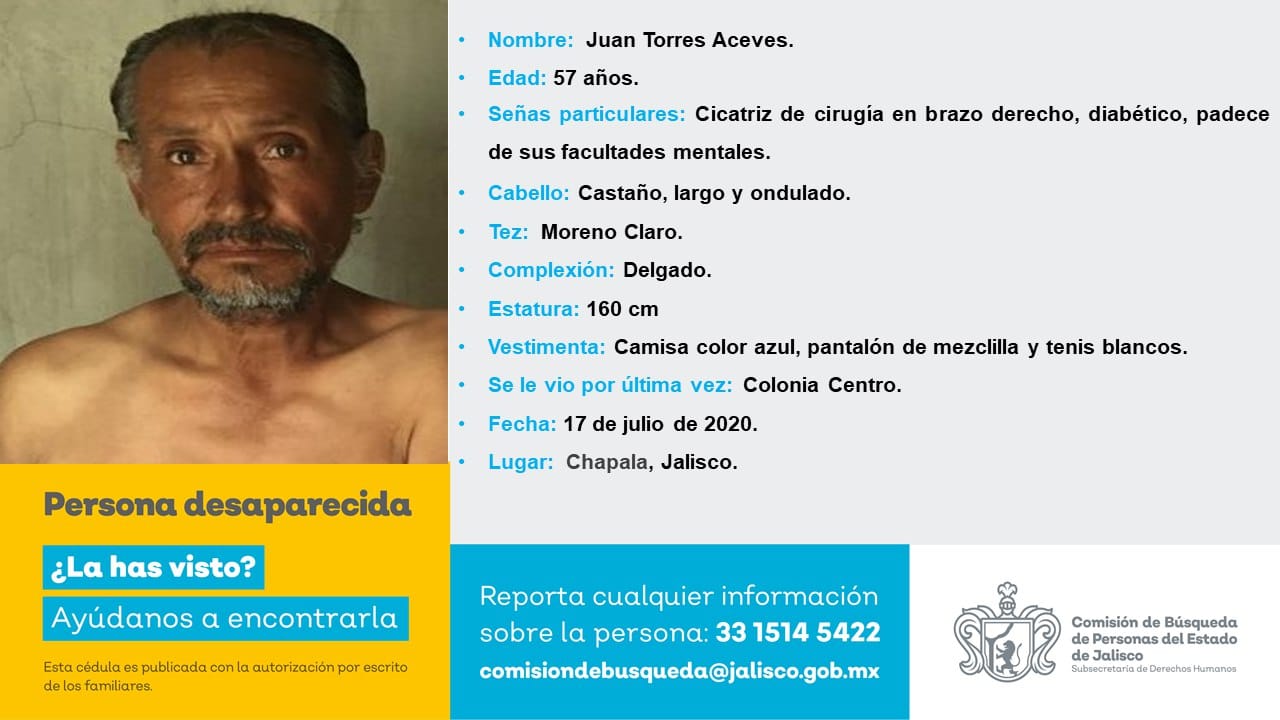 • Nombre: Juan Torres Aceves.
• Edad: 57 años.
• Señas particulares: Cicatriz de cirugía en brazo derecho, diabético, padece
de sus facultades mentales.
• Cabello: Castaño, largo y ondulado.
• Tez: Moreno Claro.
• Complexión: Delgado.
• Estatura: 160 cm
• Vestimenta: Camisa color azul, pantalón de mezclilla y tenis blancos.
• Se le vio por última vez: Colonia Centro.
• Fecha: 17 de julio de 2020.
• Lugar: Chapala, Jalisco.
Persona desaparecida
¿La has visto?
Ayúdanos a encontrarla
Esta cédula es publicada con la autorización por escrito
de los familiares.
Reporta cualquier información
sobre la persona: 33 1514 5422
comisiondebusqueda@jalisco.gob.mx
Comisión de Búsqueda
de Personas del Estado
de Jalisco
Subsecretaría de Derechos Humanos